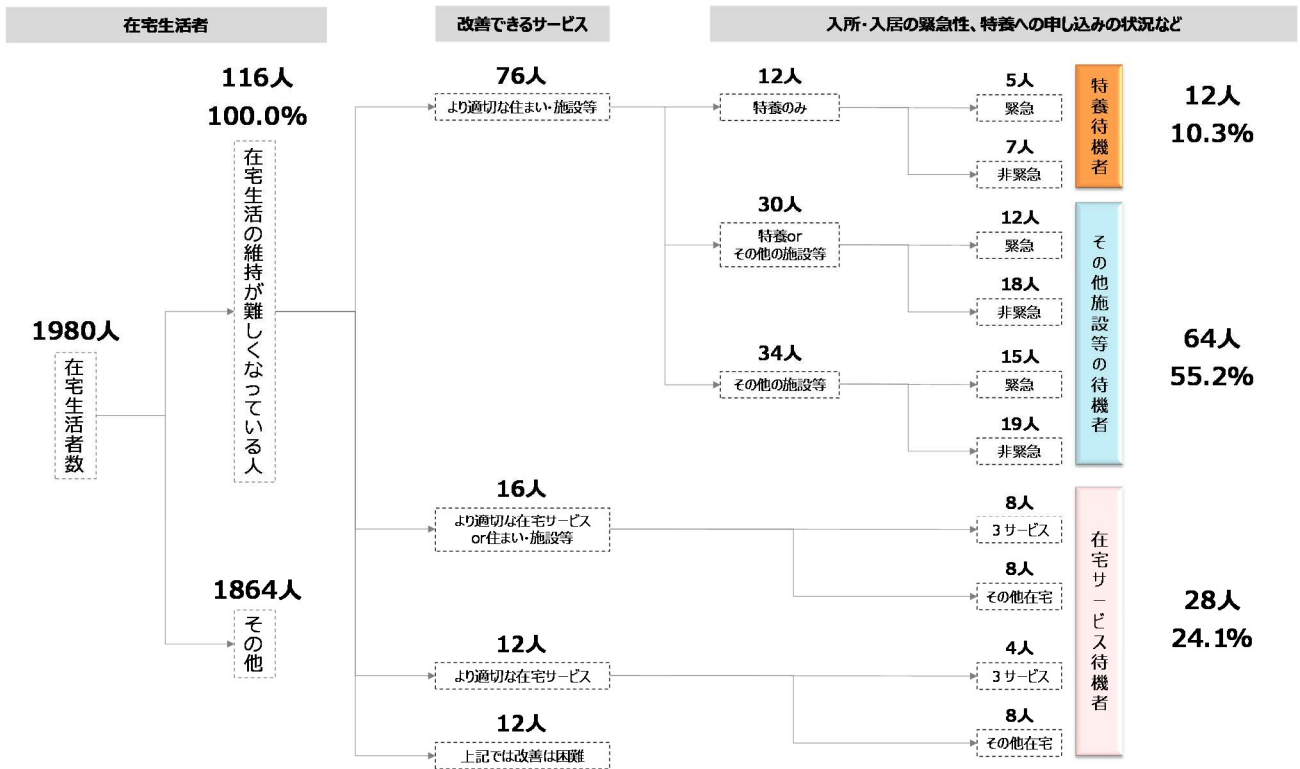 在宅生活者
改善できるサービス
入所・入居の緊急性、特養への申し込みの状況など
1980人
在宅生活者数
116人
100.0%
在宅生活の維持が難しくなっている人
1864人
その他
76人
より適切な住まい・施設等
16人
より適切な在宅サービス
or住まい・施設等
12人
より適切な在宅サービス
12人
上記では改善は困難
12人
特養のみ
30人
特養or
その他の施設等
34人
その他の施設等
5人
緊急
7人
非緊急
12人
緊急
18人
非緊急
15人
緊急
19人
非緊急
8人
3サービス
8人
その他在宅
4人
3サービス
8人
その他在宅
特養待機者
12人
10.3%
その他施設等の待機者
64人
55.2%
在宅サービス待機者
28人
24.1%